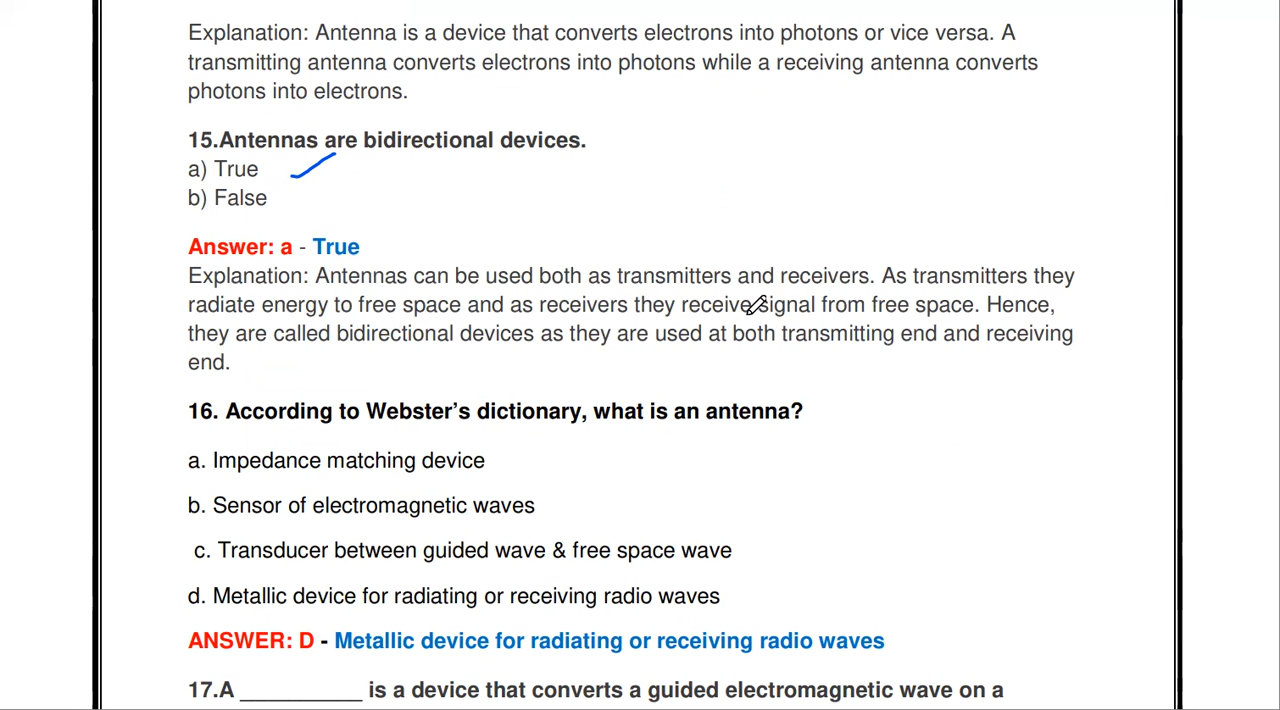 Explanation: Antenna is a device that converts electrons into photons or vice versa. A
transmitting antenna converts electrons into photons while a receiving antenna converts
photons into electrons.
15.Antennas are bidirectional devices.
a) True
b) False
Answer: a - True
Explanation: Antennas can be used both as transmitters and receivers. As transmitters they
radiate energy to free space and as receivers they receive signal from free space. Hence,
they are called bidirectional devices as they are used at both transmitting end and receiving
end.
16. According to Webster’s dictionary, what is an antenna?
a. Impedance matching device
b. Sensor of electromagnetic waves
c. Transducer between guided wave & free space wave
d. Metallic device for radiating or receiving radio waves
ANSWER: D - Metallic device for radiating or receiving radio waves
17.A __________ is a device that converts a guided electromagnetic wave on a